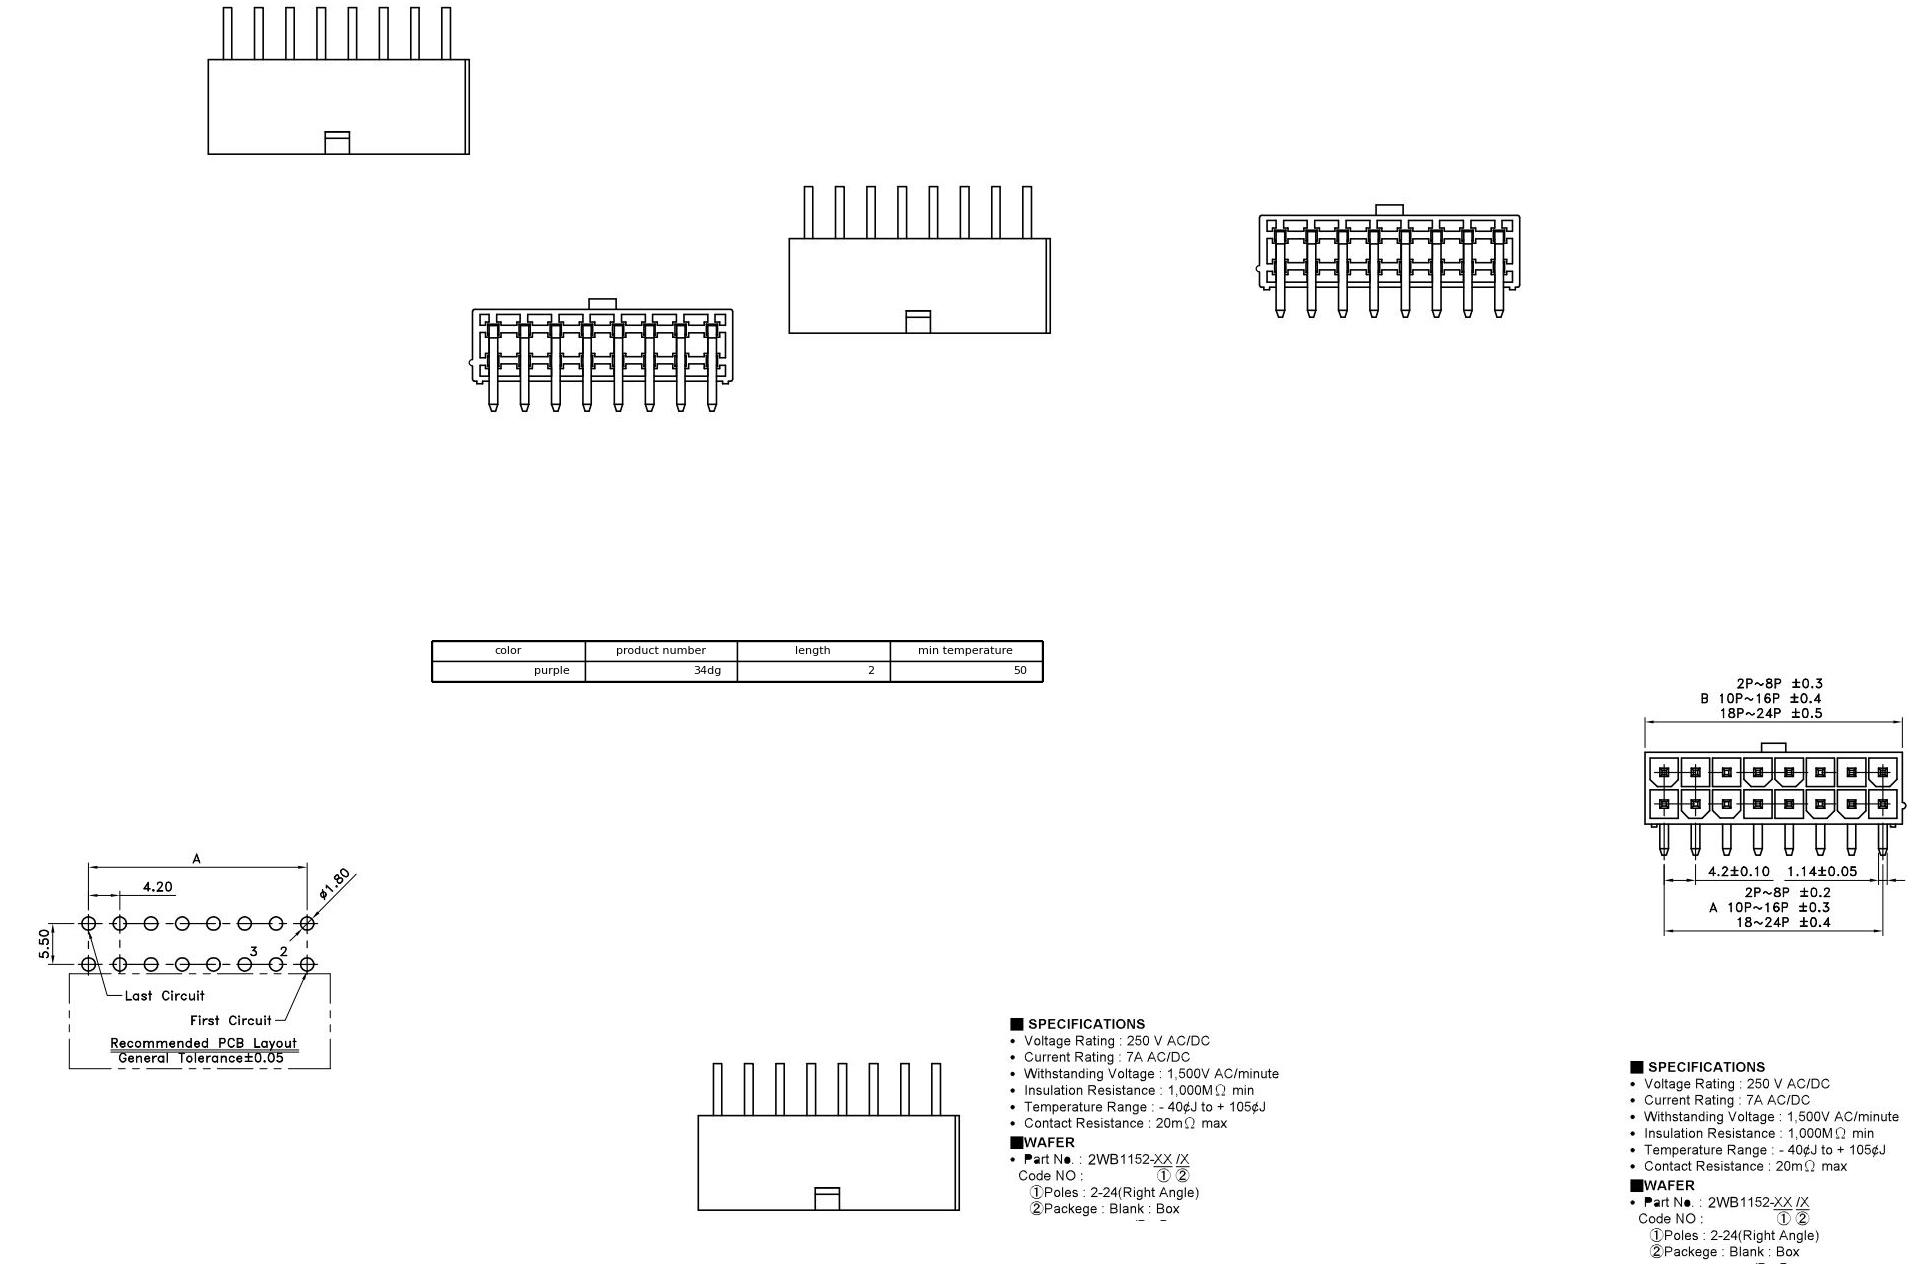 color product number length min temperature
purple 34dg 2 50
2P~8P ±0.3
B 10P~16P ±0.4
18P~24P ±0.5
4.2±0.10 1.14±0.05
2P~8P ±0.2
A 10P~16P ±0.3
18~24P ±0.4
A
4.20
ø1.80
5.50
3 2
Last Circuit
First Circuit
Recommended PCB Layout
General Tolerance±0.05
■ SPECIFICATIONS
• Voltage Rating : 250 V AC/DC
• Current Rating : 7A AC/DC
• Withstanding Voltage : 1,500V AC/minute
• Insulation Resistance : 1,000MΩ min
• Temperature Range : - 40¢J to + 105¢J
• Contact Resistance : 20mΩ max
■WAFER
• Part No. : 2WB1152-XX /X
Code NO : ① ②
①Poles : 2-24(Right Angle)
②Packege : Blank : Box
■ SPECIFICATIONS
• Voltage Rating : 250 V AC/DC
• Current Rating : 7A AC/DC
• Withstanding Voltage : 1,500V AC/minute
• Insulation Resistance : 1,000MΩ min
• Temperature Range : - 40¢J to + 105¢J
• Contact Resistance : 20mΩ max
■WAFER
• Part No. : 2WB1152-XX /X
Code NO : ① ②
①Poles : 2-24(Right Angle)
②Packege : Blank : Box